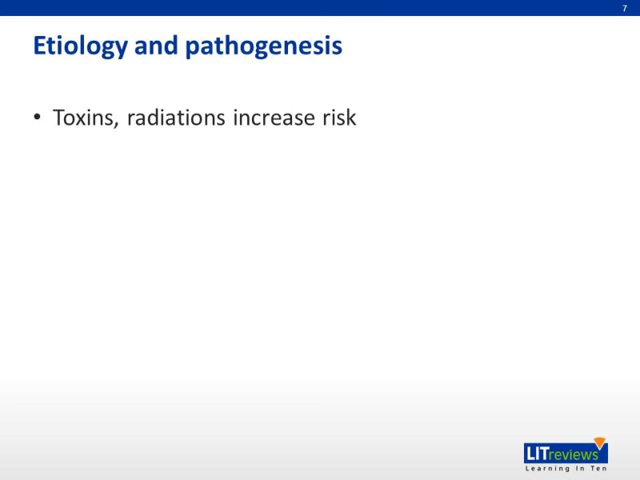 7
Etiology and pathogenesis
• Toxins, radiations increase risk
LITreviews
Learning In Ten